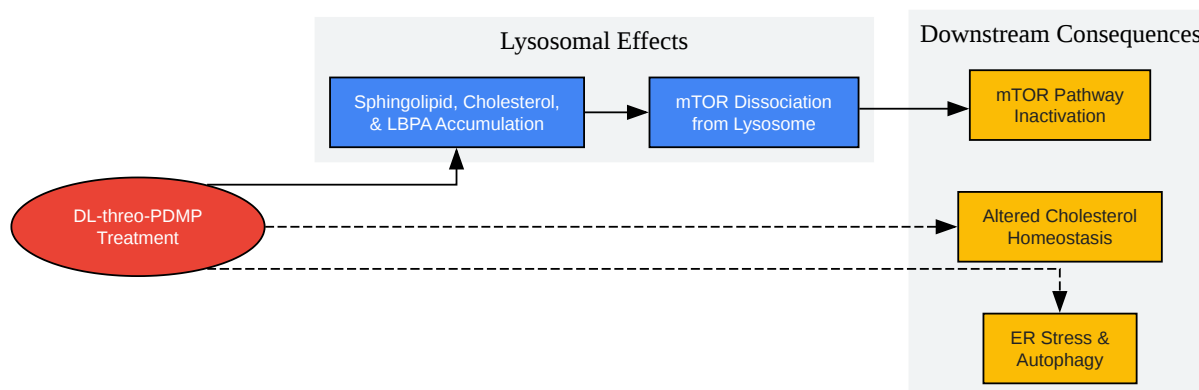 Lysosomal Effects
Downstream Consequences
Sphingolipid, Cholesterol,
& LBPA Accumulation
mTOR Dissociation
from Lysosome
mTOR Pathway
Inactivation
DL-threo-PDMP
Treatment
Altered Cholesterol
Homeostasis
ER Stress &
Autophagy